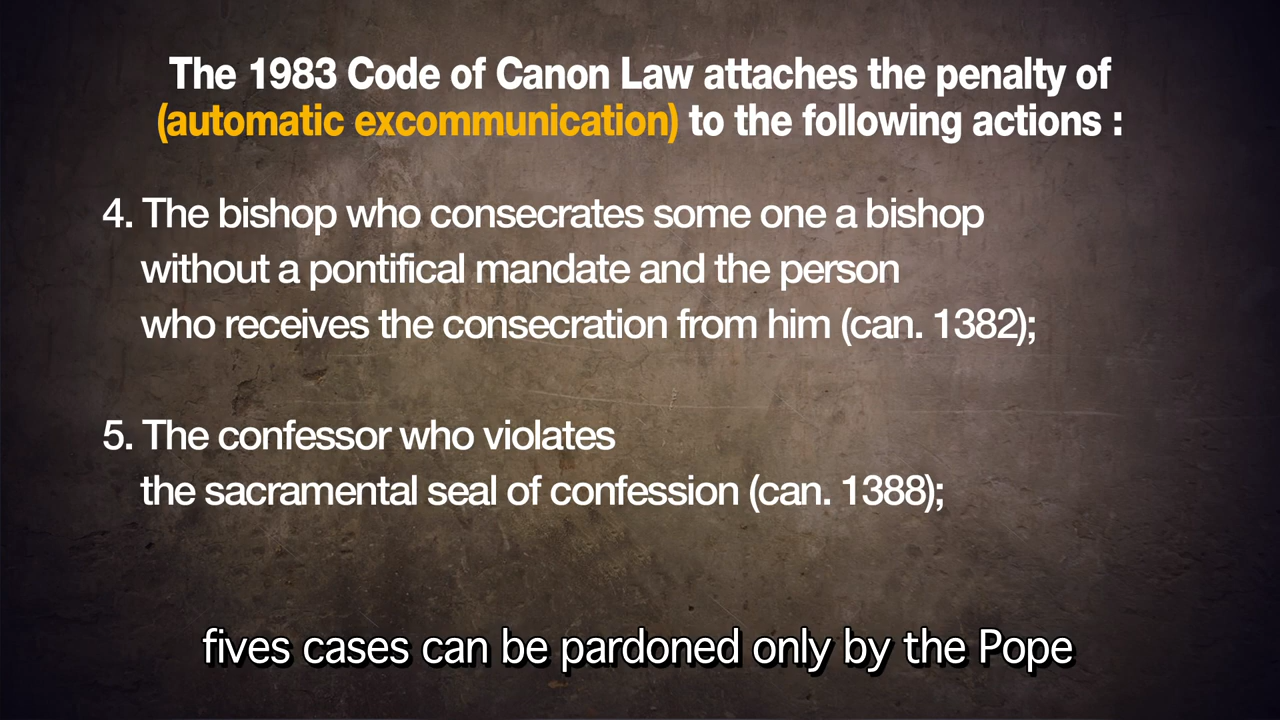 The 1983 Code of Canon Law attaches the penalty of
(automatic excommunication) to the following actions :
4. The bishop who consecrates some one a bishop
without a pontifical mandate and the person
who receives the consecration from him (can. 1382);
5. The confessor who violates
the sacramental seal of confession (can. 1388);
fives cases can be pardoned only by the Pope